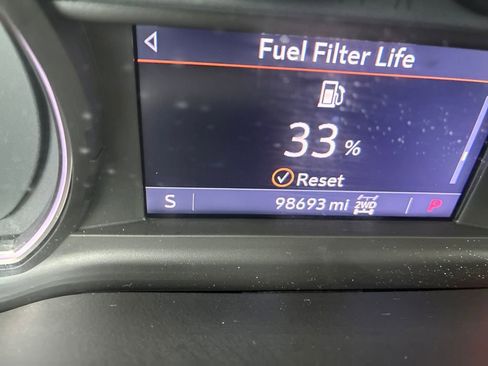 Fuel Filter Life
33 %
Reset
S 98693 mi 2WD P